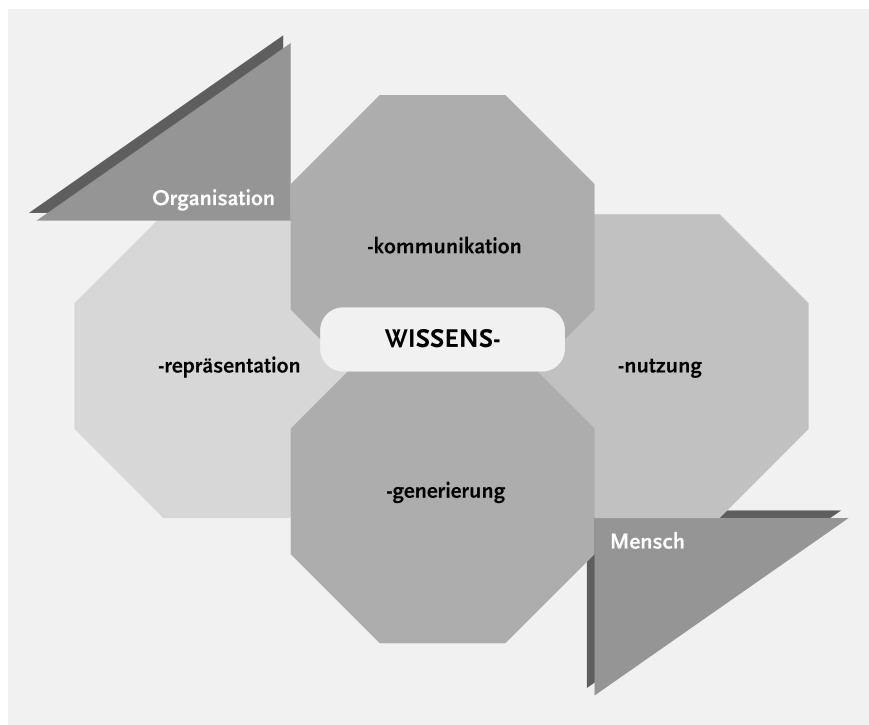 Organisation
-kommunikation
WISSENS-
-repräsentation
-nutzung
-generierung
Mensch